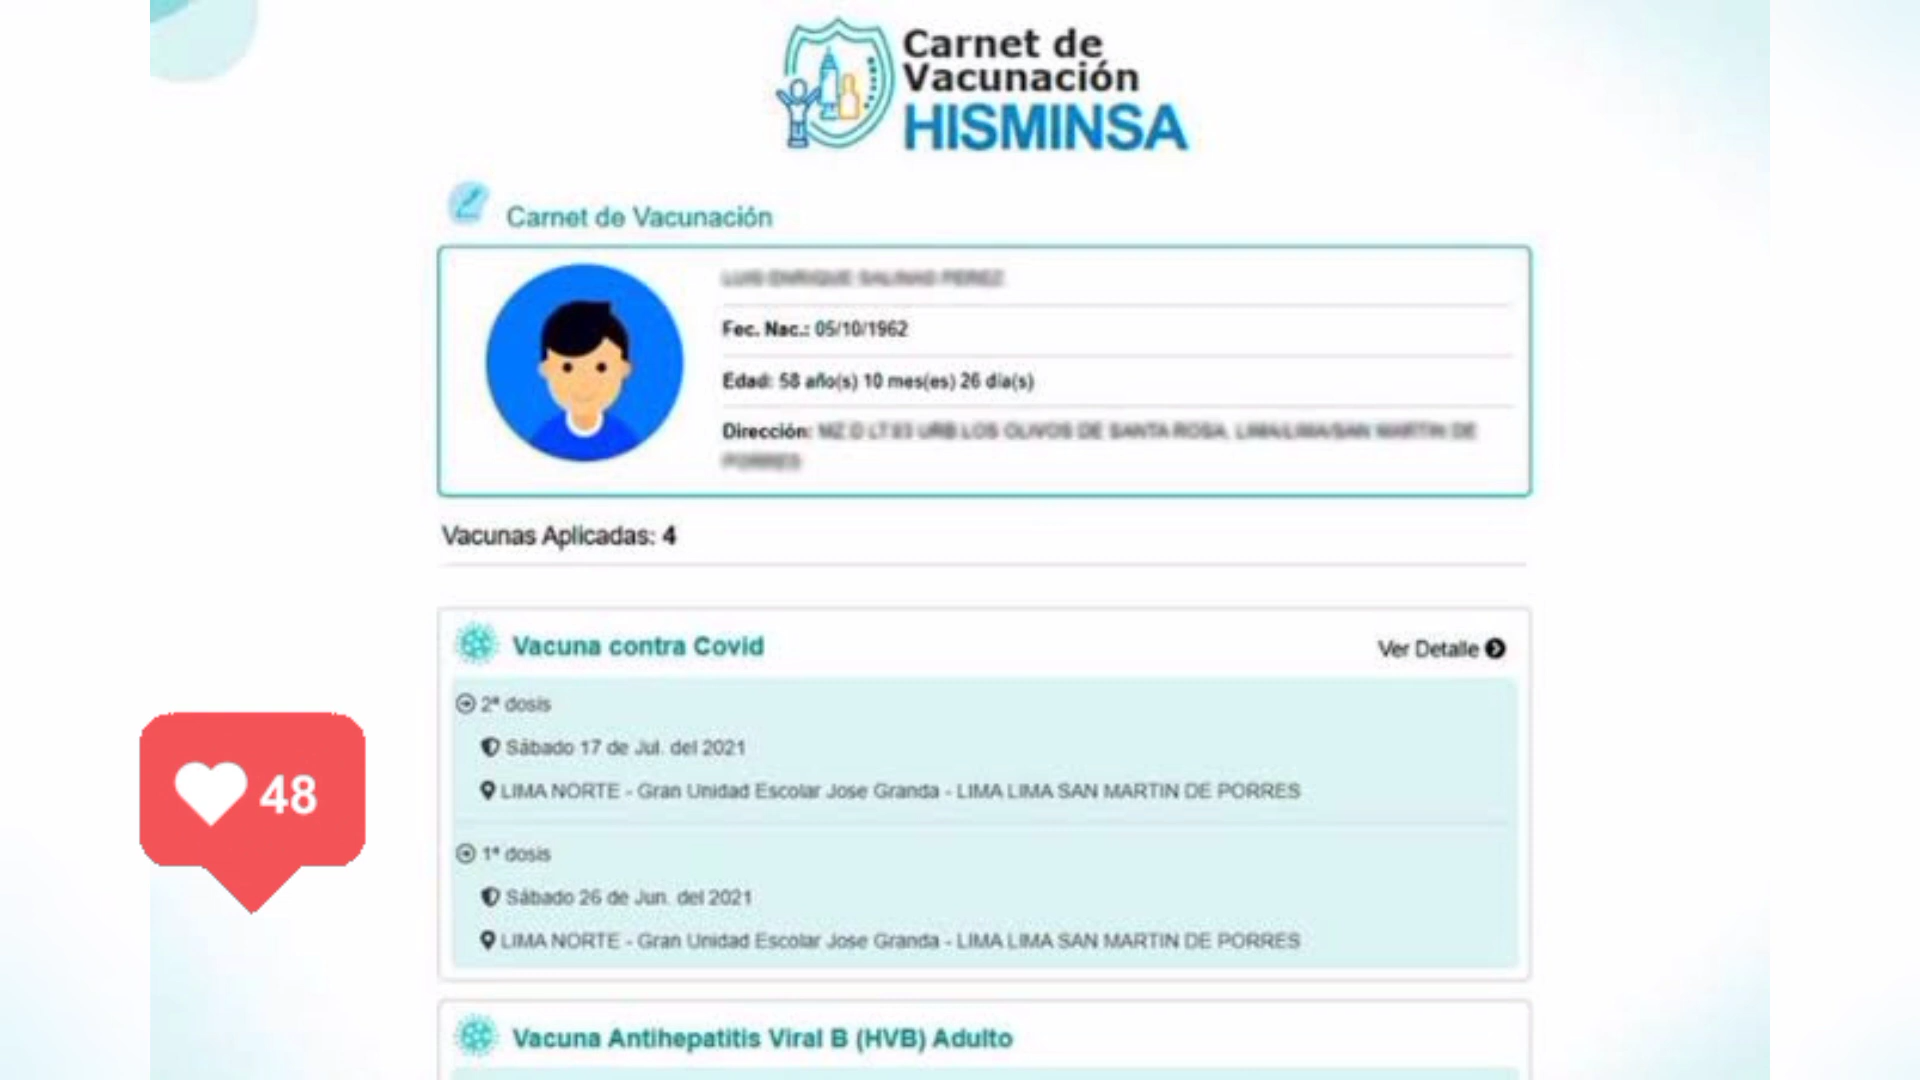 Carnet de
Vacunación
HISMINSA
Carnet de Vacunación
Fec. Nac.: 05/10/1962
Edad: 58 año(s) 10 mes(es) 26 día(s)
Dirección:
Vacunas Aplicadas: 4
Vacuna contra Covid
Ver Detalle
2ª dosis
Sábado 17 de Jul. del 2021
LIMA NORTE - Gran Unidad Escolar Jose Granda - LIMA LIMA SAN MARTIN DE PORRES
1ª dosis
Sábado 26 de Jun. del 2021
LIMA NORTE - Gran Unidad Escolar Jose Granda - LIMA LIMA SAN MARTIN DE PORRES
48
Vacuna Antihepatitis Viral B (HVB) Adulto